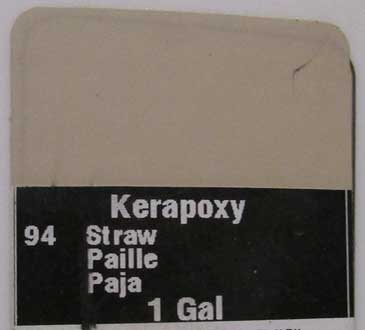 Kerapoxy
94 Straw
Paille
Paja
1 Gal